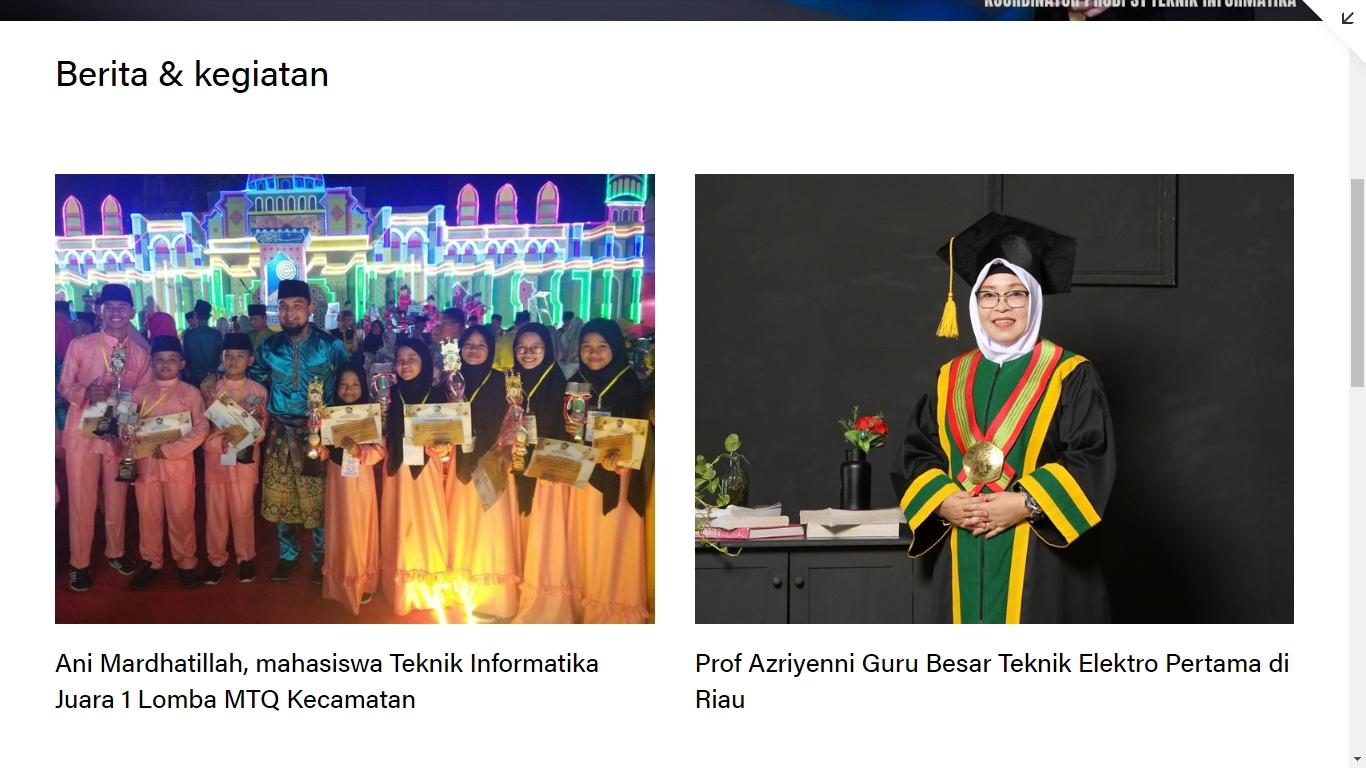 KOORDINATOR PRODI S1 TEKNIK INFORMATIKA
Berita & kegiatan
Ani Mardhatillah, mahasiswa Teknik Informatika
Juara 1 Lomba MTQ Kecamatan
Prof Azriyenni Guru Besar Teknik Elektro Pertama di
Riau